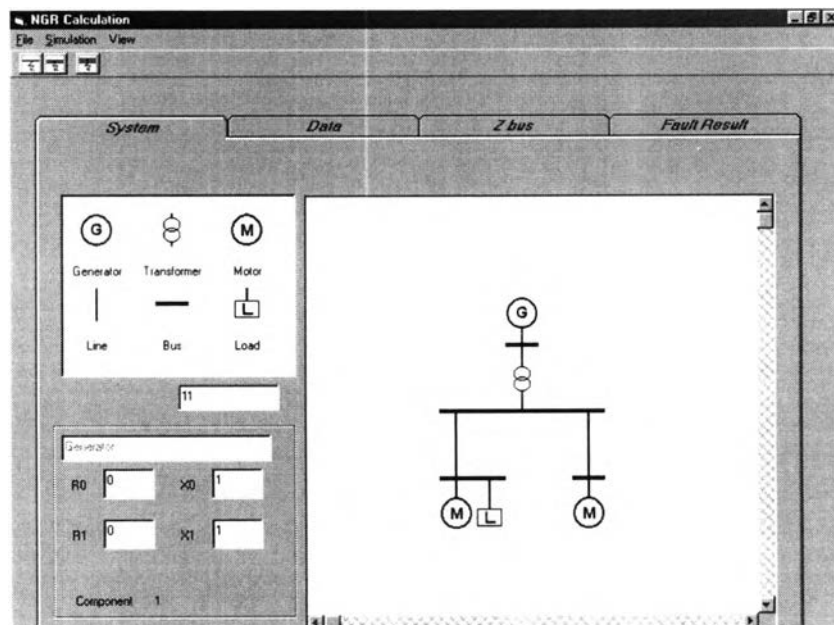 NGR Calculation
File Simulation View
System Data Z bus Fault Result
G M
Generator Transformer Motor
L
Line Bus Load
11
Generator
R0 0 X0 1
R1 0 X1 1
Component 1
G
M L M